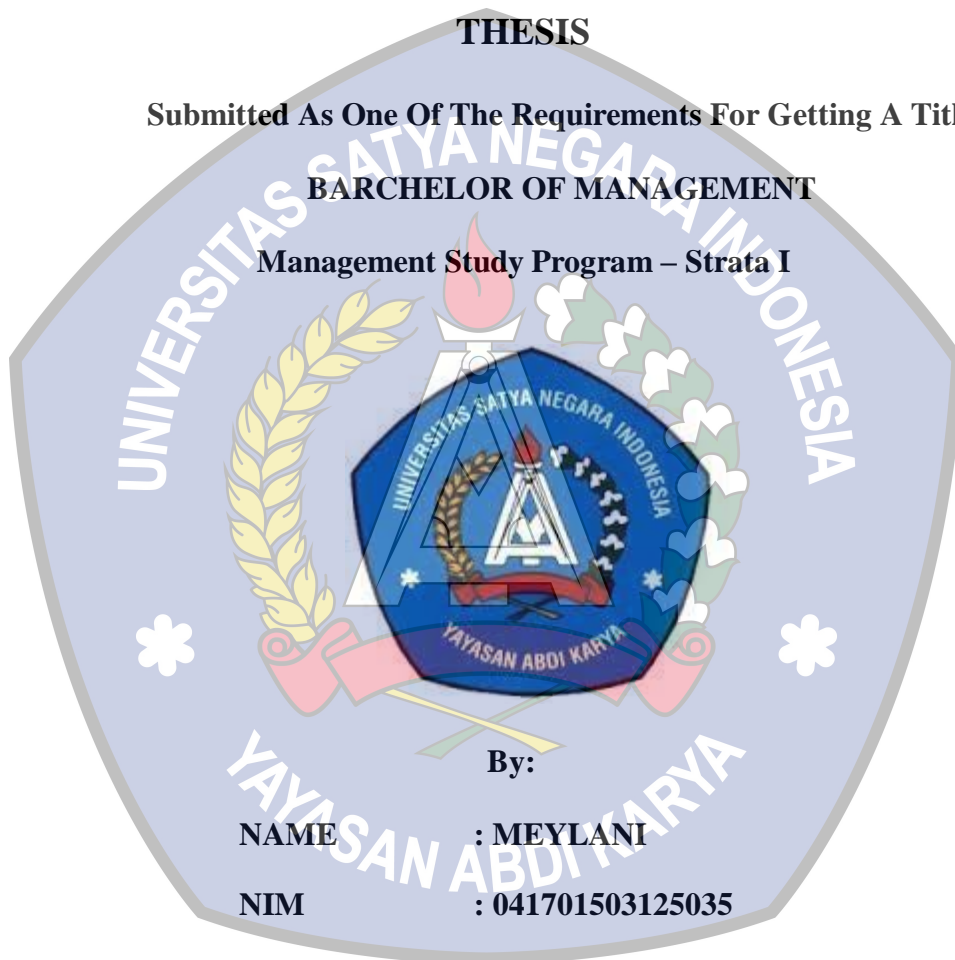 THESIS
Submitted As One Of The Requirements For Getting A Titl
BARCHELOR OF MANAGEMENT
Management Study Program – Strata I
UNIVERSITAS SATYA NEGARA INDONESIA
UNIVERSITAS SATYA NEGARA INDONESIA
YAYASAN ABDI KARYA
By:
NAME : MEYLANI
NIM : 041701503125035
YAYASAN ABDI KARYA